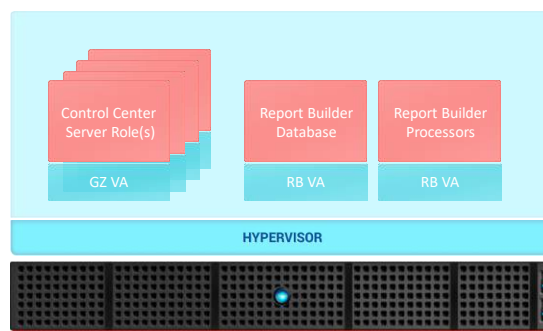 Control Center
Server Role(s)
GZ VA
Report Builder
Database
RB VA
Report Builder
Processors
RB VA
HYPERVISOR